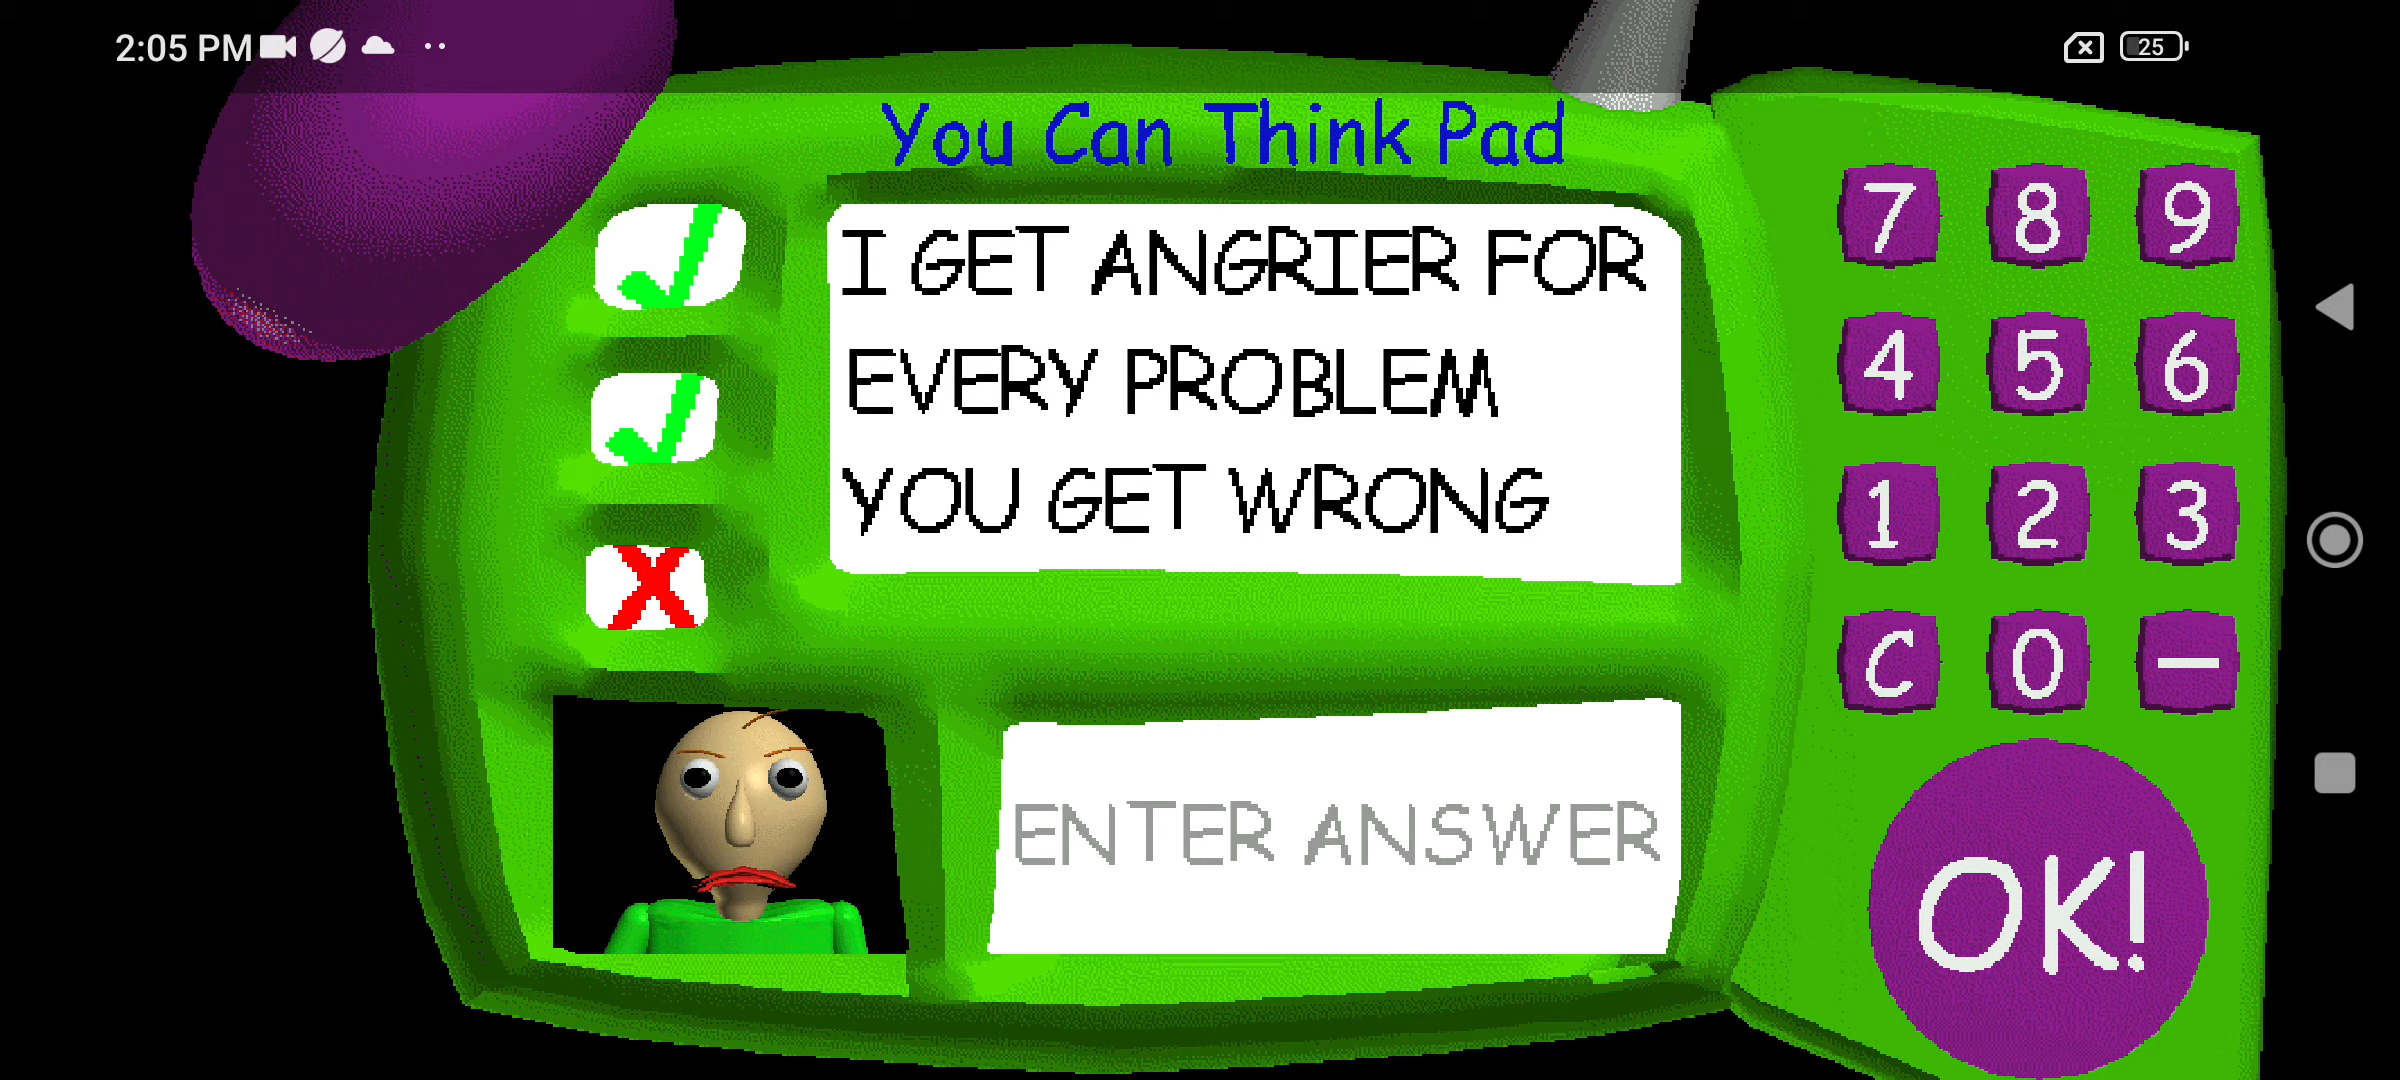 2:05 PM
25
You Can Think Pad
I GET ANGRIER FOR
EVERY PROBLEM
YOU GET WRONG
ENTER ANSWER
7 8 9
4 5 6
1 2 3
C 0 —
OK!